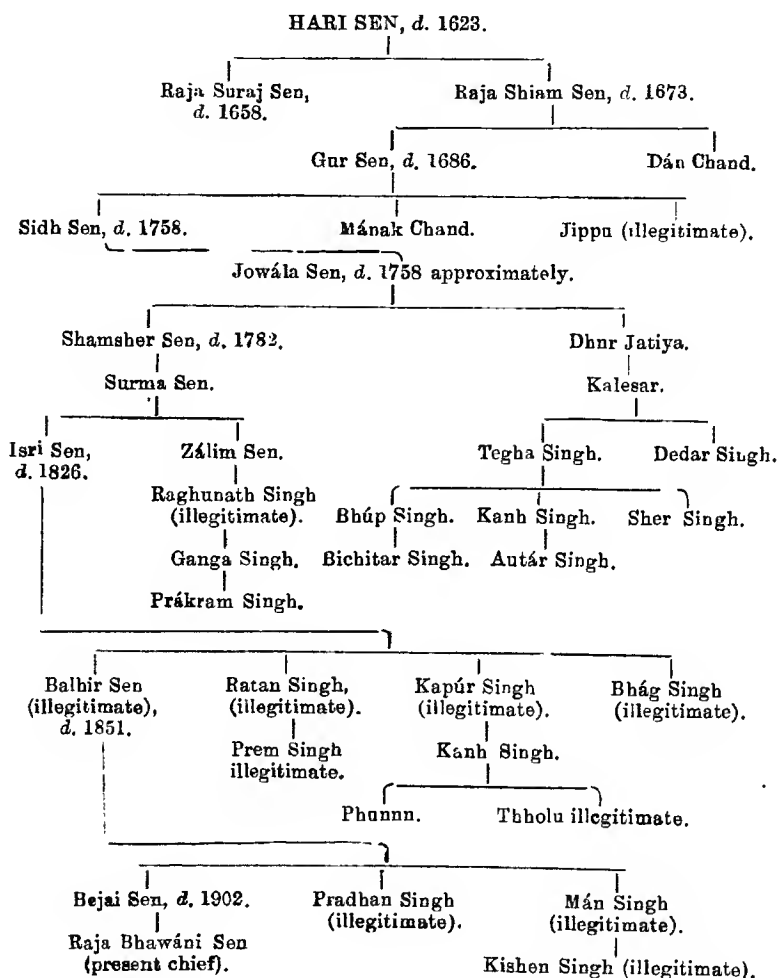 HARI SEN, d. 1623.
Raja Suraj Sen, d. 1658.
Raja Shiam Sen, d. 1673.
Gur Sen, d. 1686.
Dán Chand.
Sidh Sen, d. 1758.
Mának Chand.
Jippu (illegitimate).
Jowála Sen, d. 1758 approximately.
Shamsher Sen, d. 1782.
Dhur Jatiya.
Surma Sen.
Kalesar.
Isri Sen,
d. 1826.
Zálim Sen.
Tegha Singh.
Dedar Singh.
Raghunath Singh
(illegitimate).
Bhúp Singh.
Kanh Singh.
Sher Singh.
Ganga Singh.
Bichitar Singh.
Autár Singh.
Prákram Singh.
Balbir Sen
(illegitimate),
d. 1851.
Ratan Singh,
(illegitimate).
Kapúr Singh
(illegitimate).
Bhág Singh
(illegitimate).
Prem Singh
illegitimate.
Kanh Singh.
Phunnn.
Thholu illegitimate.
Bejai Sen, d. 1902.
Pradhan Singh
(illegitimate).
Mán Singh
(illegitimate).
Raja Bhawáni Sen
(present chief).
Kishen Singh (illegitimate).